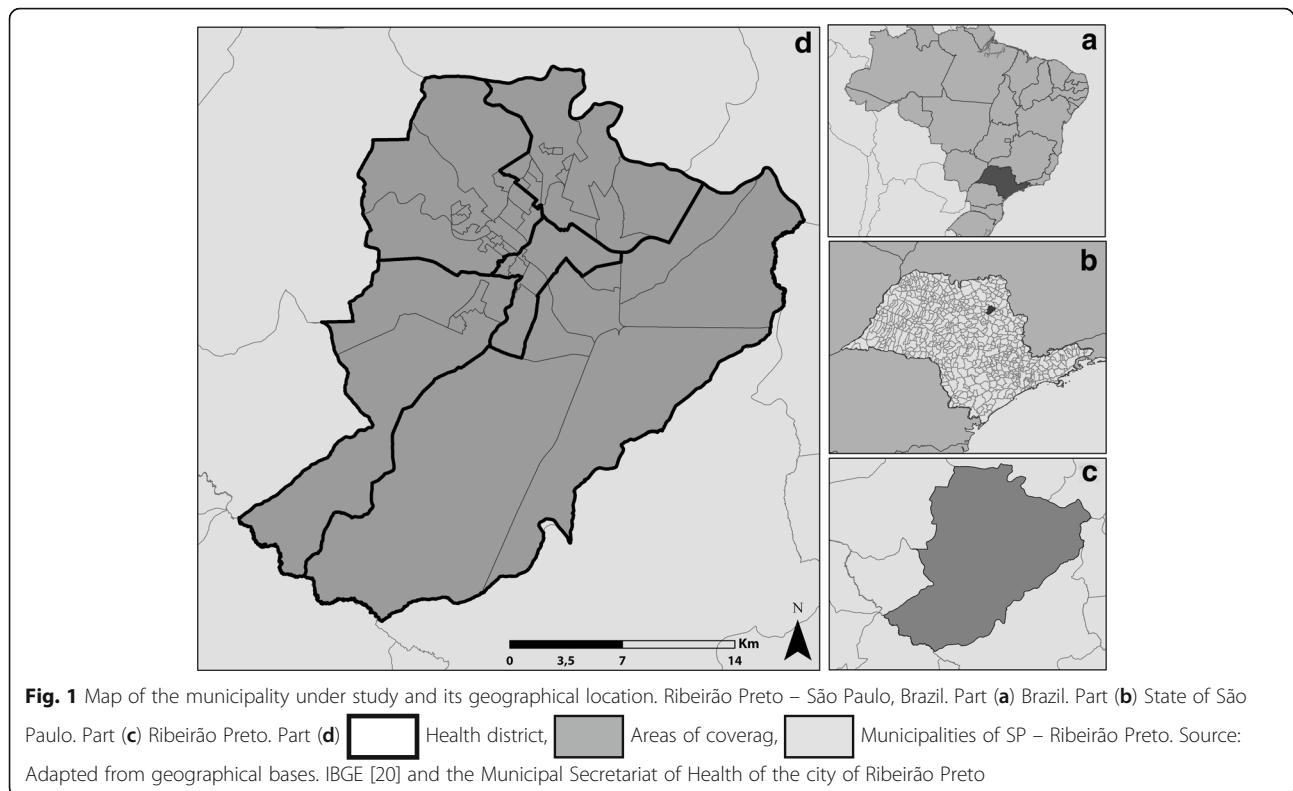 d
a
b
c
N
Km
0 3,5 7 14
Fig. 1 Map of the municipality under study and its geographical location. Ribeirão Preto – São Paulo, Brazil. Part (a) Brazil. Part (b) State of São
Paulo. Part (c) Ribeirão Preto. Part (d) Health district, Areas of coverag, Municipalities of SP – Ribeirão Preto. Source:
Adapted from geographical bases. IBGE [20] and the Municipal Secretariat of Health of the city of Ribeirão Preto